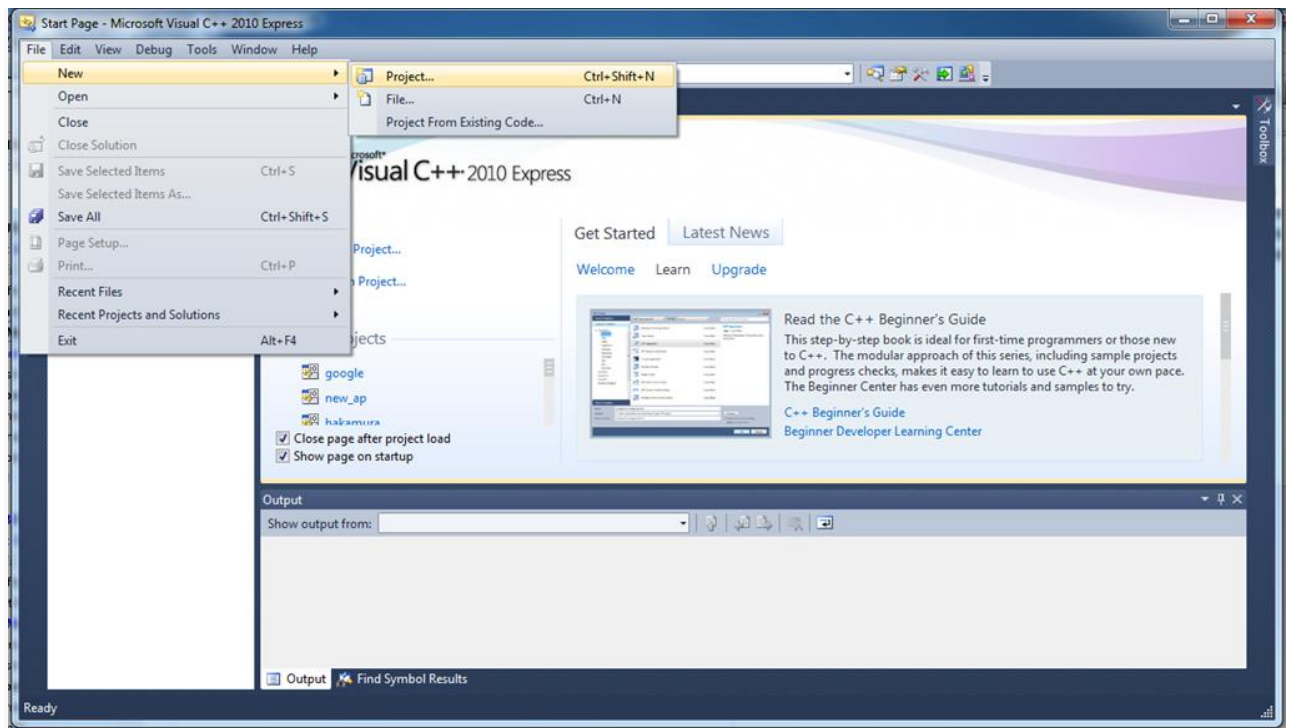 Start Page - Microsoft Visual C++ 2010 Express
File Edit View Debug Tools Window Help
New
Project... Ctrl+Shift+N
Open
File... Ctrl+N
Close
Project From Existing Code...
Close Solution
Save Selected Items Ctrl+S
Save Selected Items As...
Save All Ctrl+Shift+S
Page Setup...
Print... Ctrl+P
Recent Files
Recent Projects and Solutions
Exit Alt+F4
Toolbox
isual C++ 2010 Express
Project...
Project...
jects
google
new_ap
hakamura
Close page after project load
Show page on startup
Get Started Latest News
Welcome Learn Upgrade
Read the C++ Beginner's Guide
This step-by-step book is ideal for first-time programmers or those new
to C++. The modular approach of this series, including sample projects
and progress checks, makes it easy to learn to use C++ at your own pace.
The Beginner Center has even more tutorials and samples to try.
C++ Beginner's Guide
Beginner Developer Learning Center
Output
Show output from:
Output Find Symbol Results
Ready